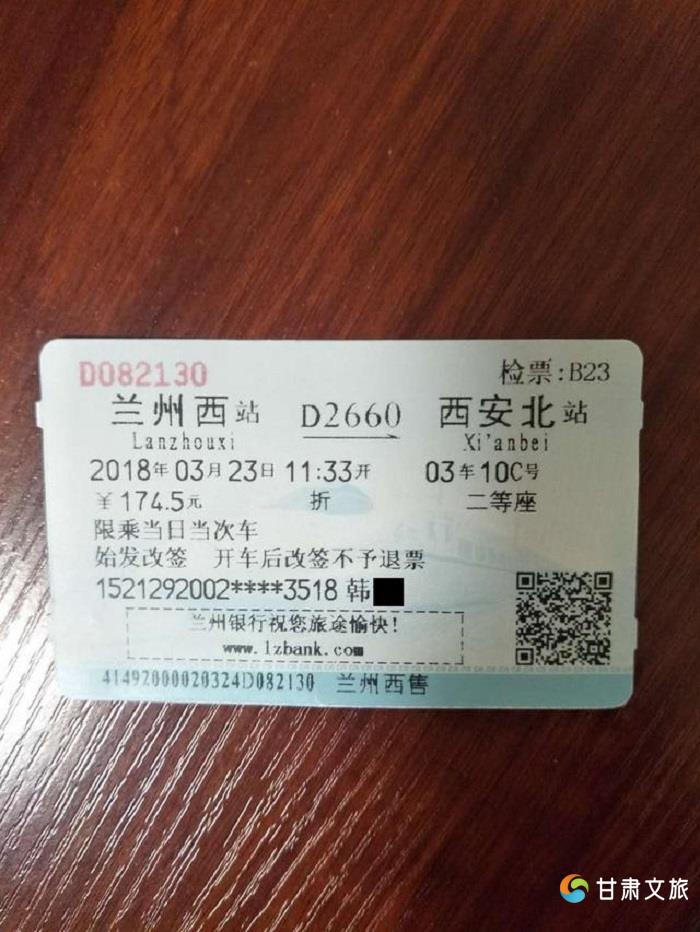 D082130 检票:B23
兰州西站 D2660 西安北站
Lanzhouxi Xi'anbei
2018年03月23日 11:33开 03车10C号
￥174.5元 折 二等座
限乘当日当次车
始发改签 开车后改签不予退票
1521292002****3518 韩
兰州银行祝您旅途愉快!
www.lzbank.com
41492000020324D082130 兰州西售
甘肃文旅